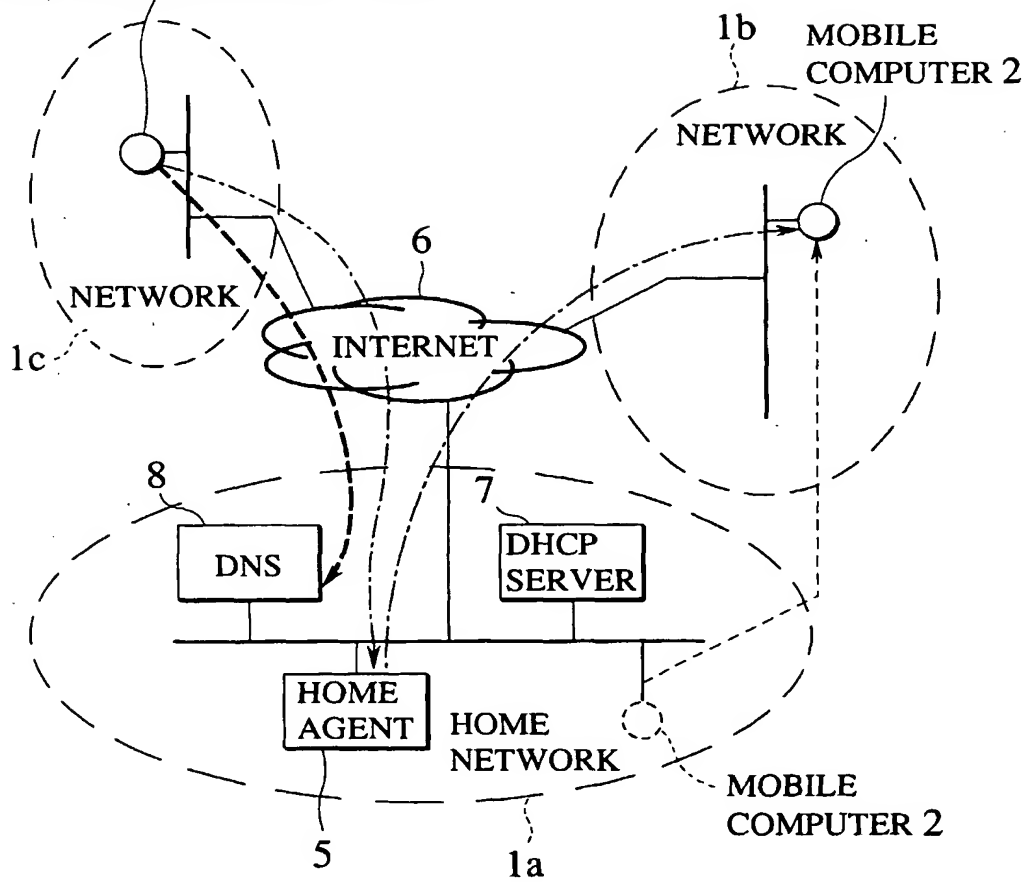 1b
MOBILE
COMPUTER 2
NETWORK
NETWORK
1c
6
INTERNET
8
DNS
7
DHCP
SERVER
HOME
AGENT
HOME
NETWORK
5
1a
MOBILE
COMPUTER 2